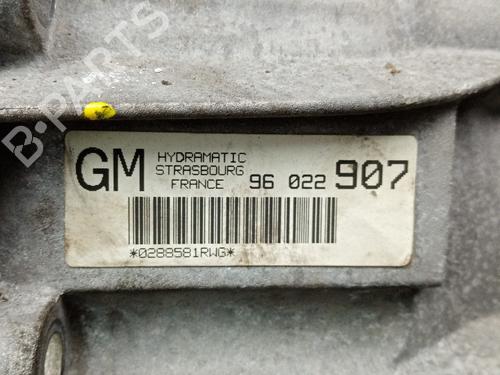 B-PARTS
GM HYDRAMATIC
STRASBOURG
FRANCE 96 022 907
*0288581RWG*